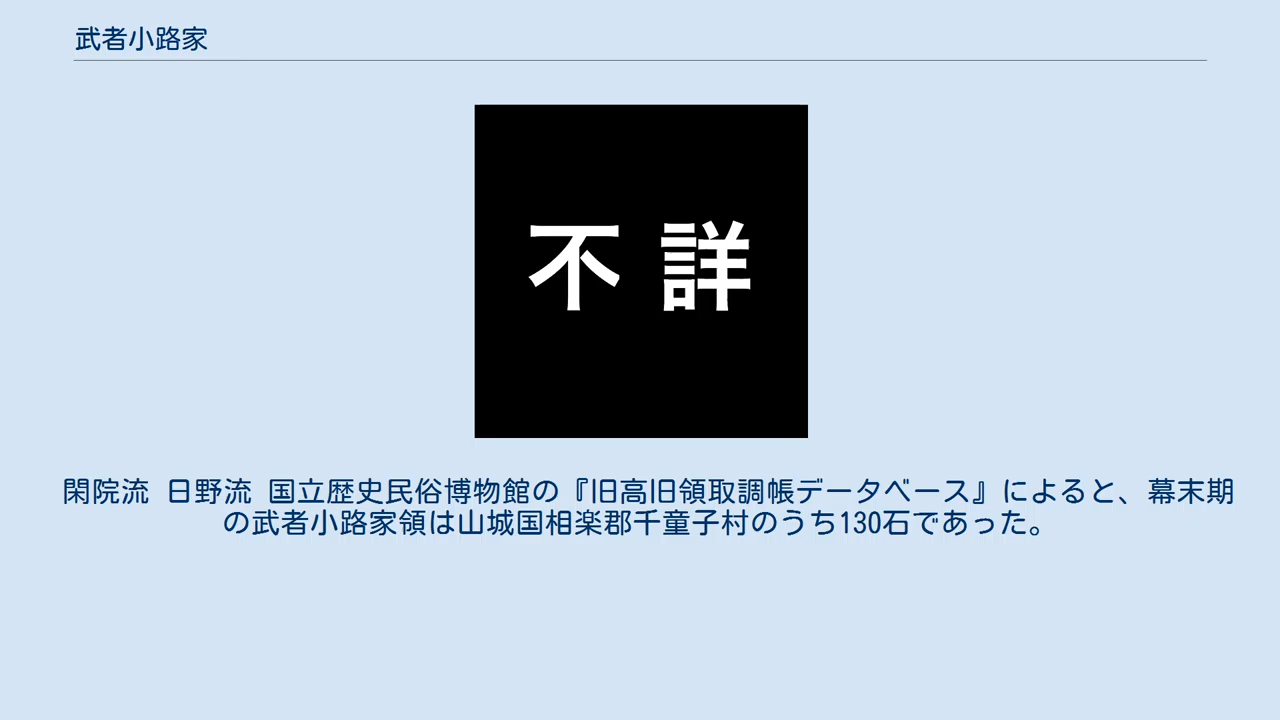 武者小路家
不詳
閑院流 日野流 国立歴史民俗博物館の『旧高旧領取調帳データベース』によると、幕末期
の武者小路家領は山城国相楽郡千童子村のうち130石であった。